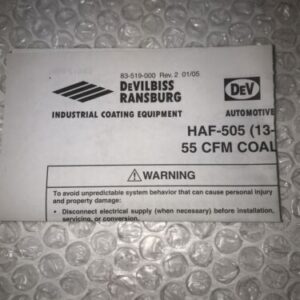 83-519-000 Rev. 2 01/05
DeVILBISS
RANSBURG
DeV
INDUSTRIAL COATING EQUIPMENT
AUTOMOTIVE
HAF-505 (13-
55 CFM COAL
WARNING
To avoid unpredictable system behavior that can cause personal injury
and property damage:
• Disconnect electrical supply (when necessary) before installation,
servicing, or conversion.